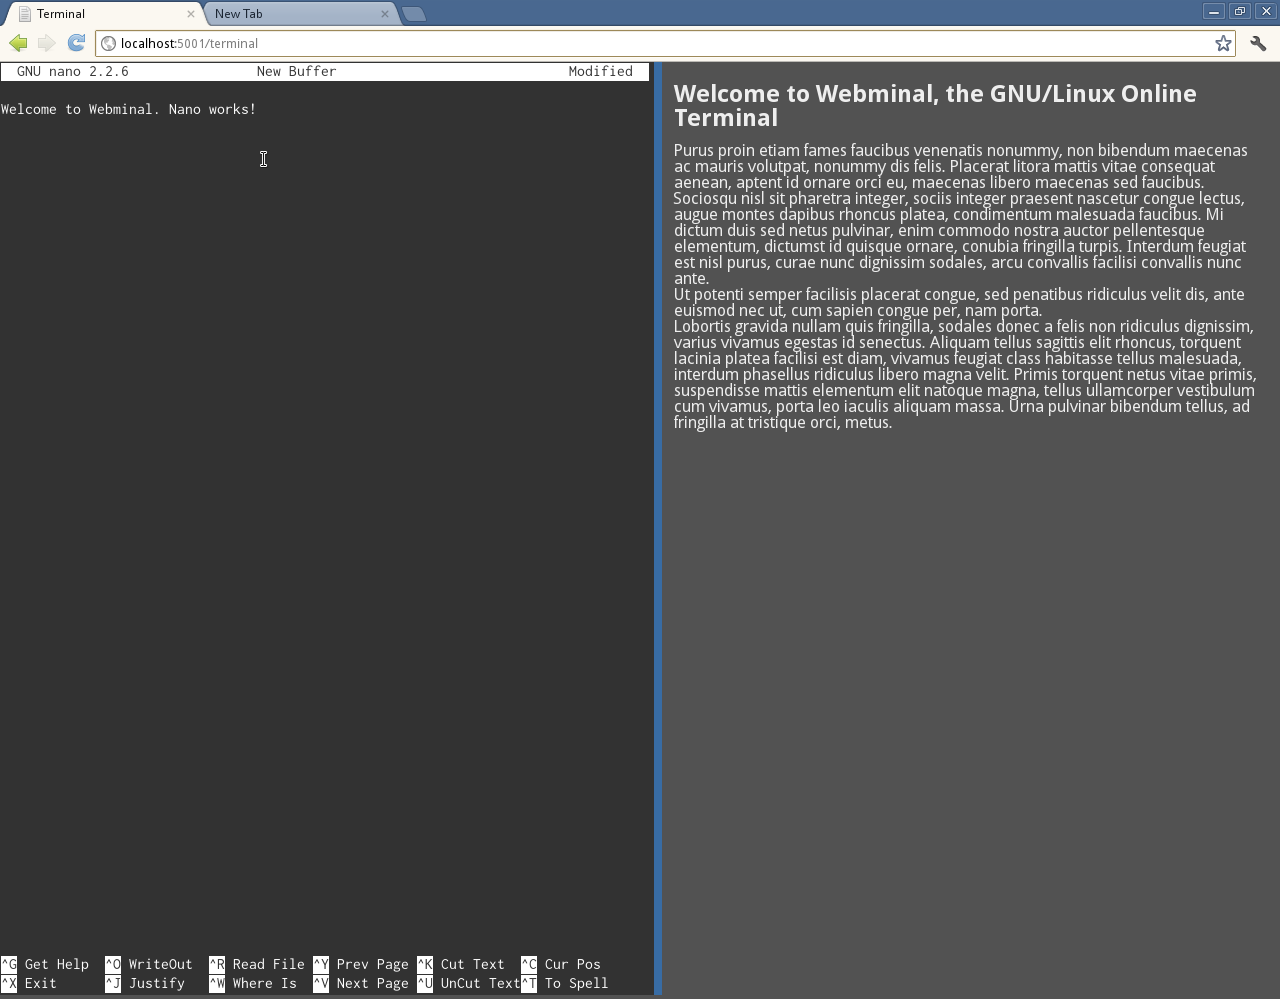 Terminal
New Tab
localhost:5001/terminal
GNU nano 2.2.6 New Buffer Modified
Welcome to Webminal. Nano works!
^G Get Help ^O WriteOut ^R Read File ^Y Prev Page ^K Cut Text ^C Cur Pos
^X Exit ^J Justify ^W Where Is ^V Next Page ^U UnCut Text ^T To Spell
Welcome to Webminal, the GNU/Linux Online
Terminal
Purus proin etiam fames faucibus venenatis nonummy, non bibendum maecenas
ac mauris volutpat, nonummy dis felis. Placerat litora mattis vitae consequat
aenean, aptent id ornare orci eu, maecenas libero maecenas sed faucibus.
Sociosqu nisl sit pharetra integer, sociis integer praesent nascetur congue lectus,
augue montes dapibus rhoncus platea, condimentum malesuada faucibus. Mi
dictum duis sed netus pulvinar, enim commodo nostra auctor pellentesque
elementum, dictumst id quisque ornare, conubia fringilla turpis. Interdum feugiat
est nisl purus, curae nunc dignissim sodales, arcu convallis facilisi convallis nunc
ante.
Ut potenti semper facilisis placerat congue, sed penatibus ridiculus velit dis, ante
euismod nec ut, cum sapien congue per, nam porta.
Lobortis gravida nullam quis fringilla, sodales donec a felis non ridiculus dignissim,
varius vivamus egestas id senectus. Aliquam tellus sagittis elit rhoncus, torquent
lacinia platea facilisi est diam, vivamus feugiat class habitasse tellus malesuada,
interdum phasellus ridiculus libero magna velit. Primis torquent netus vitae primis,
suspendisse mattis elementum elit natoque magna, tellus ullamcorper vestibulum
cum vivamus, porta leo iaculis aliquam massa. Urna pulvinar bibendum tellus, ad
fringilla at tristique orci, metus.